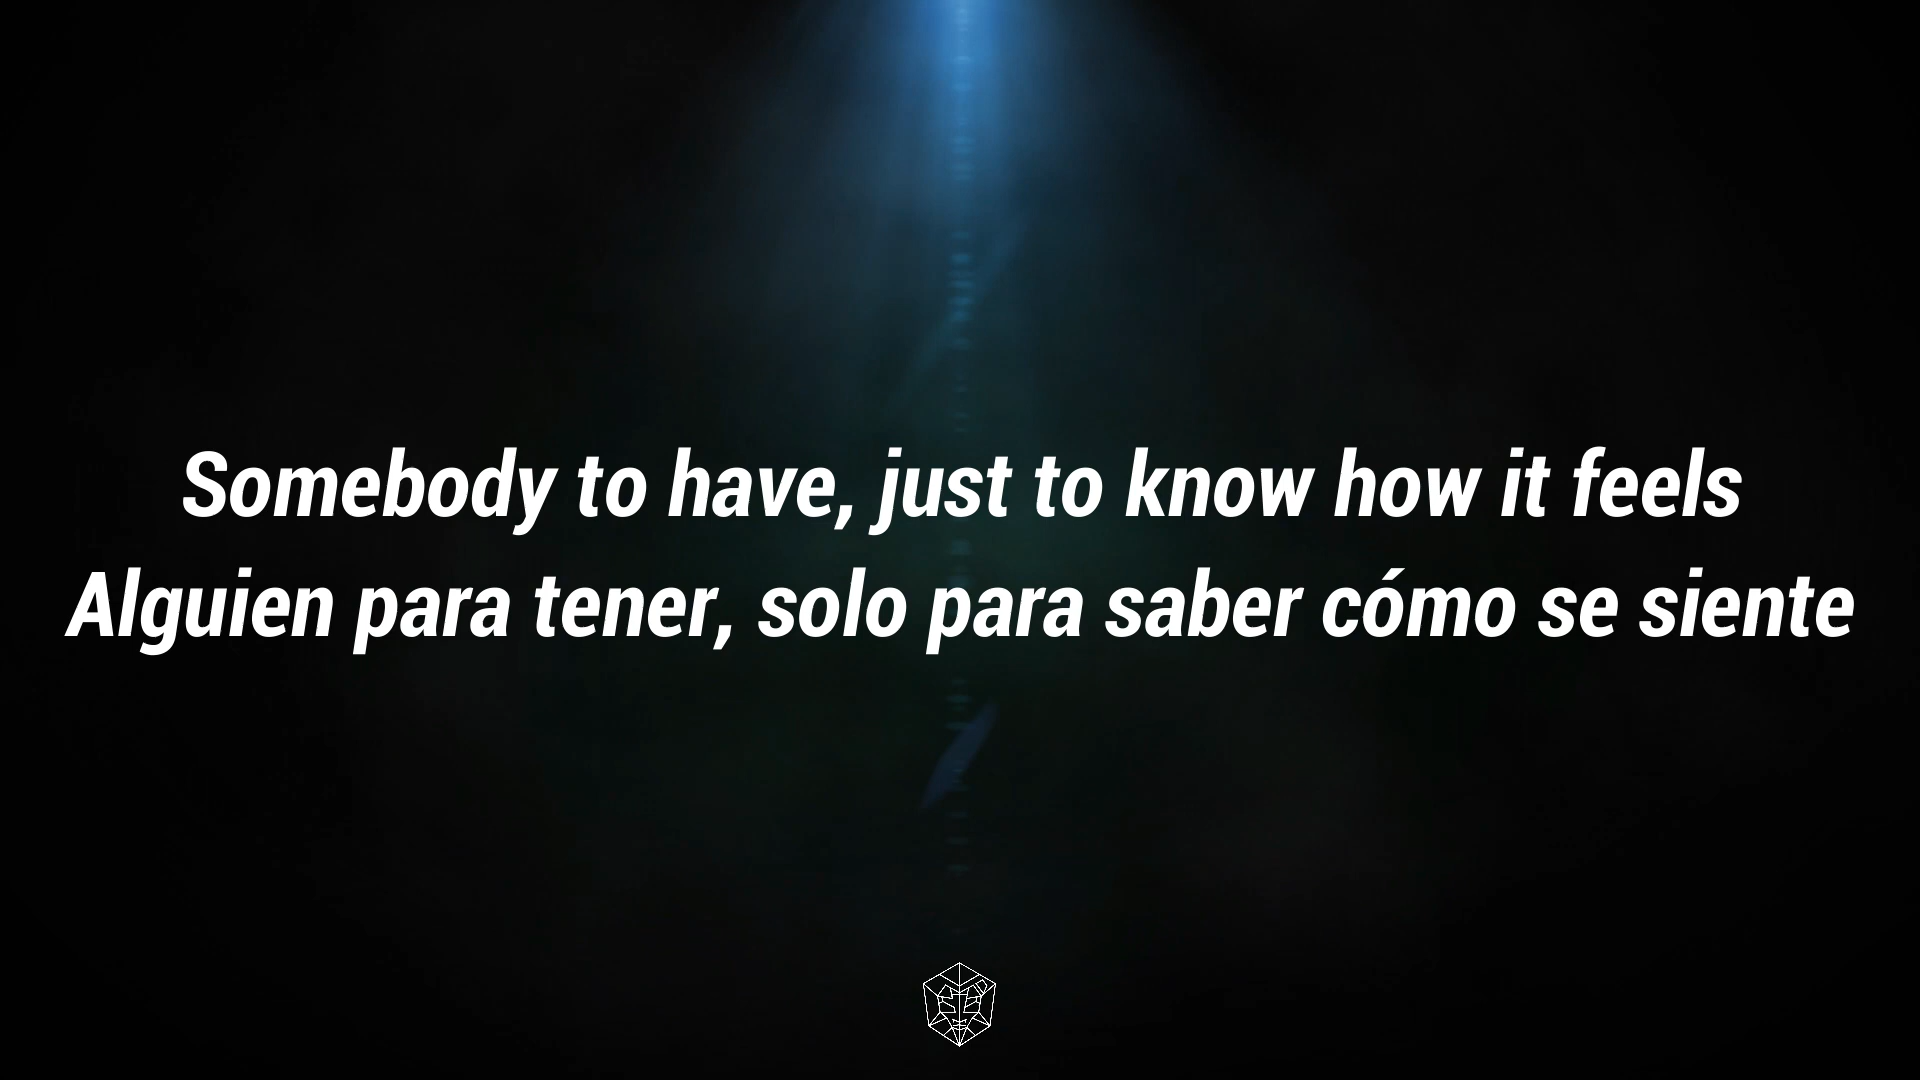 Somebody to have, just to know how it feels
Alguien para tener, solo para saber cómo se siente